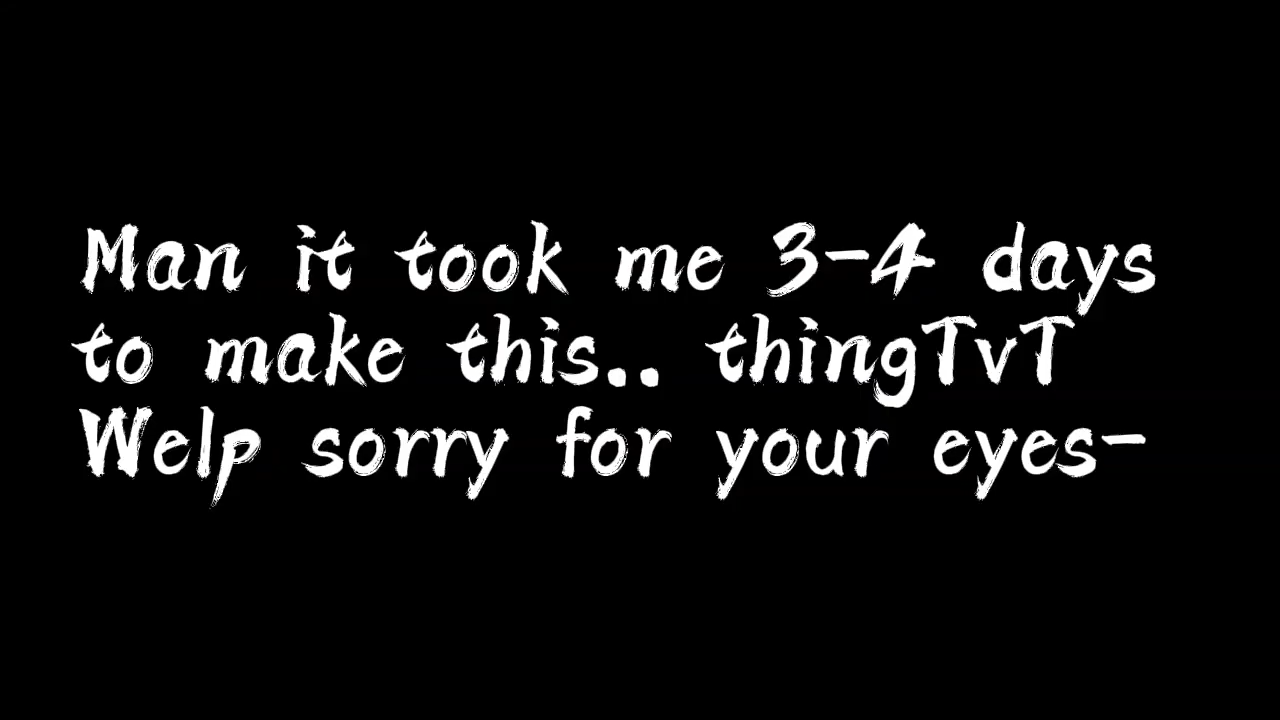 Man it took me 3-4 days
to make this.. thingTvT
Welp sorry for your eyes-